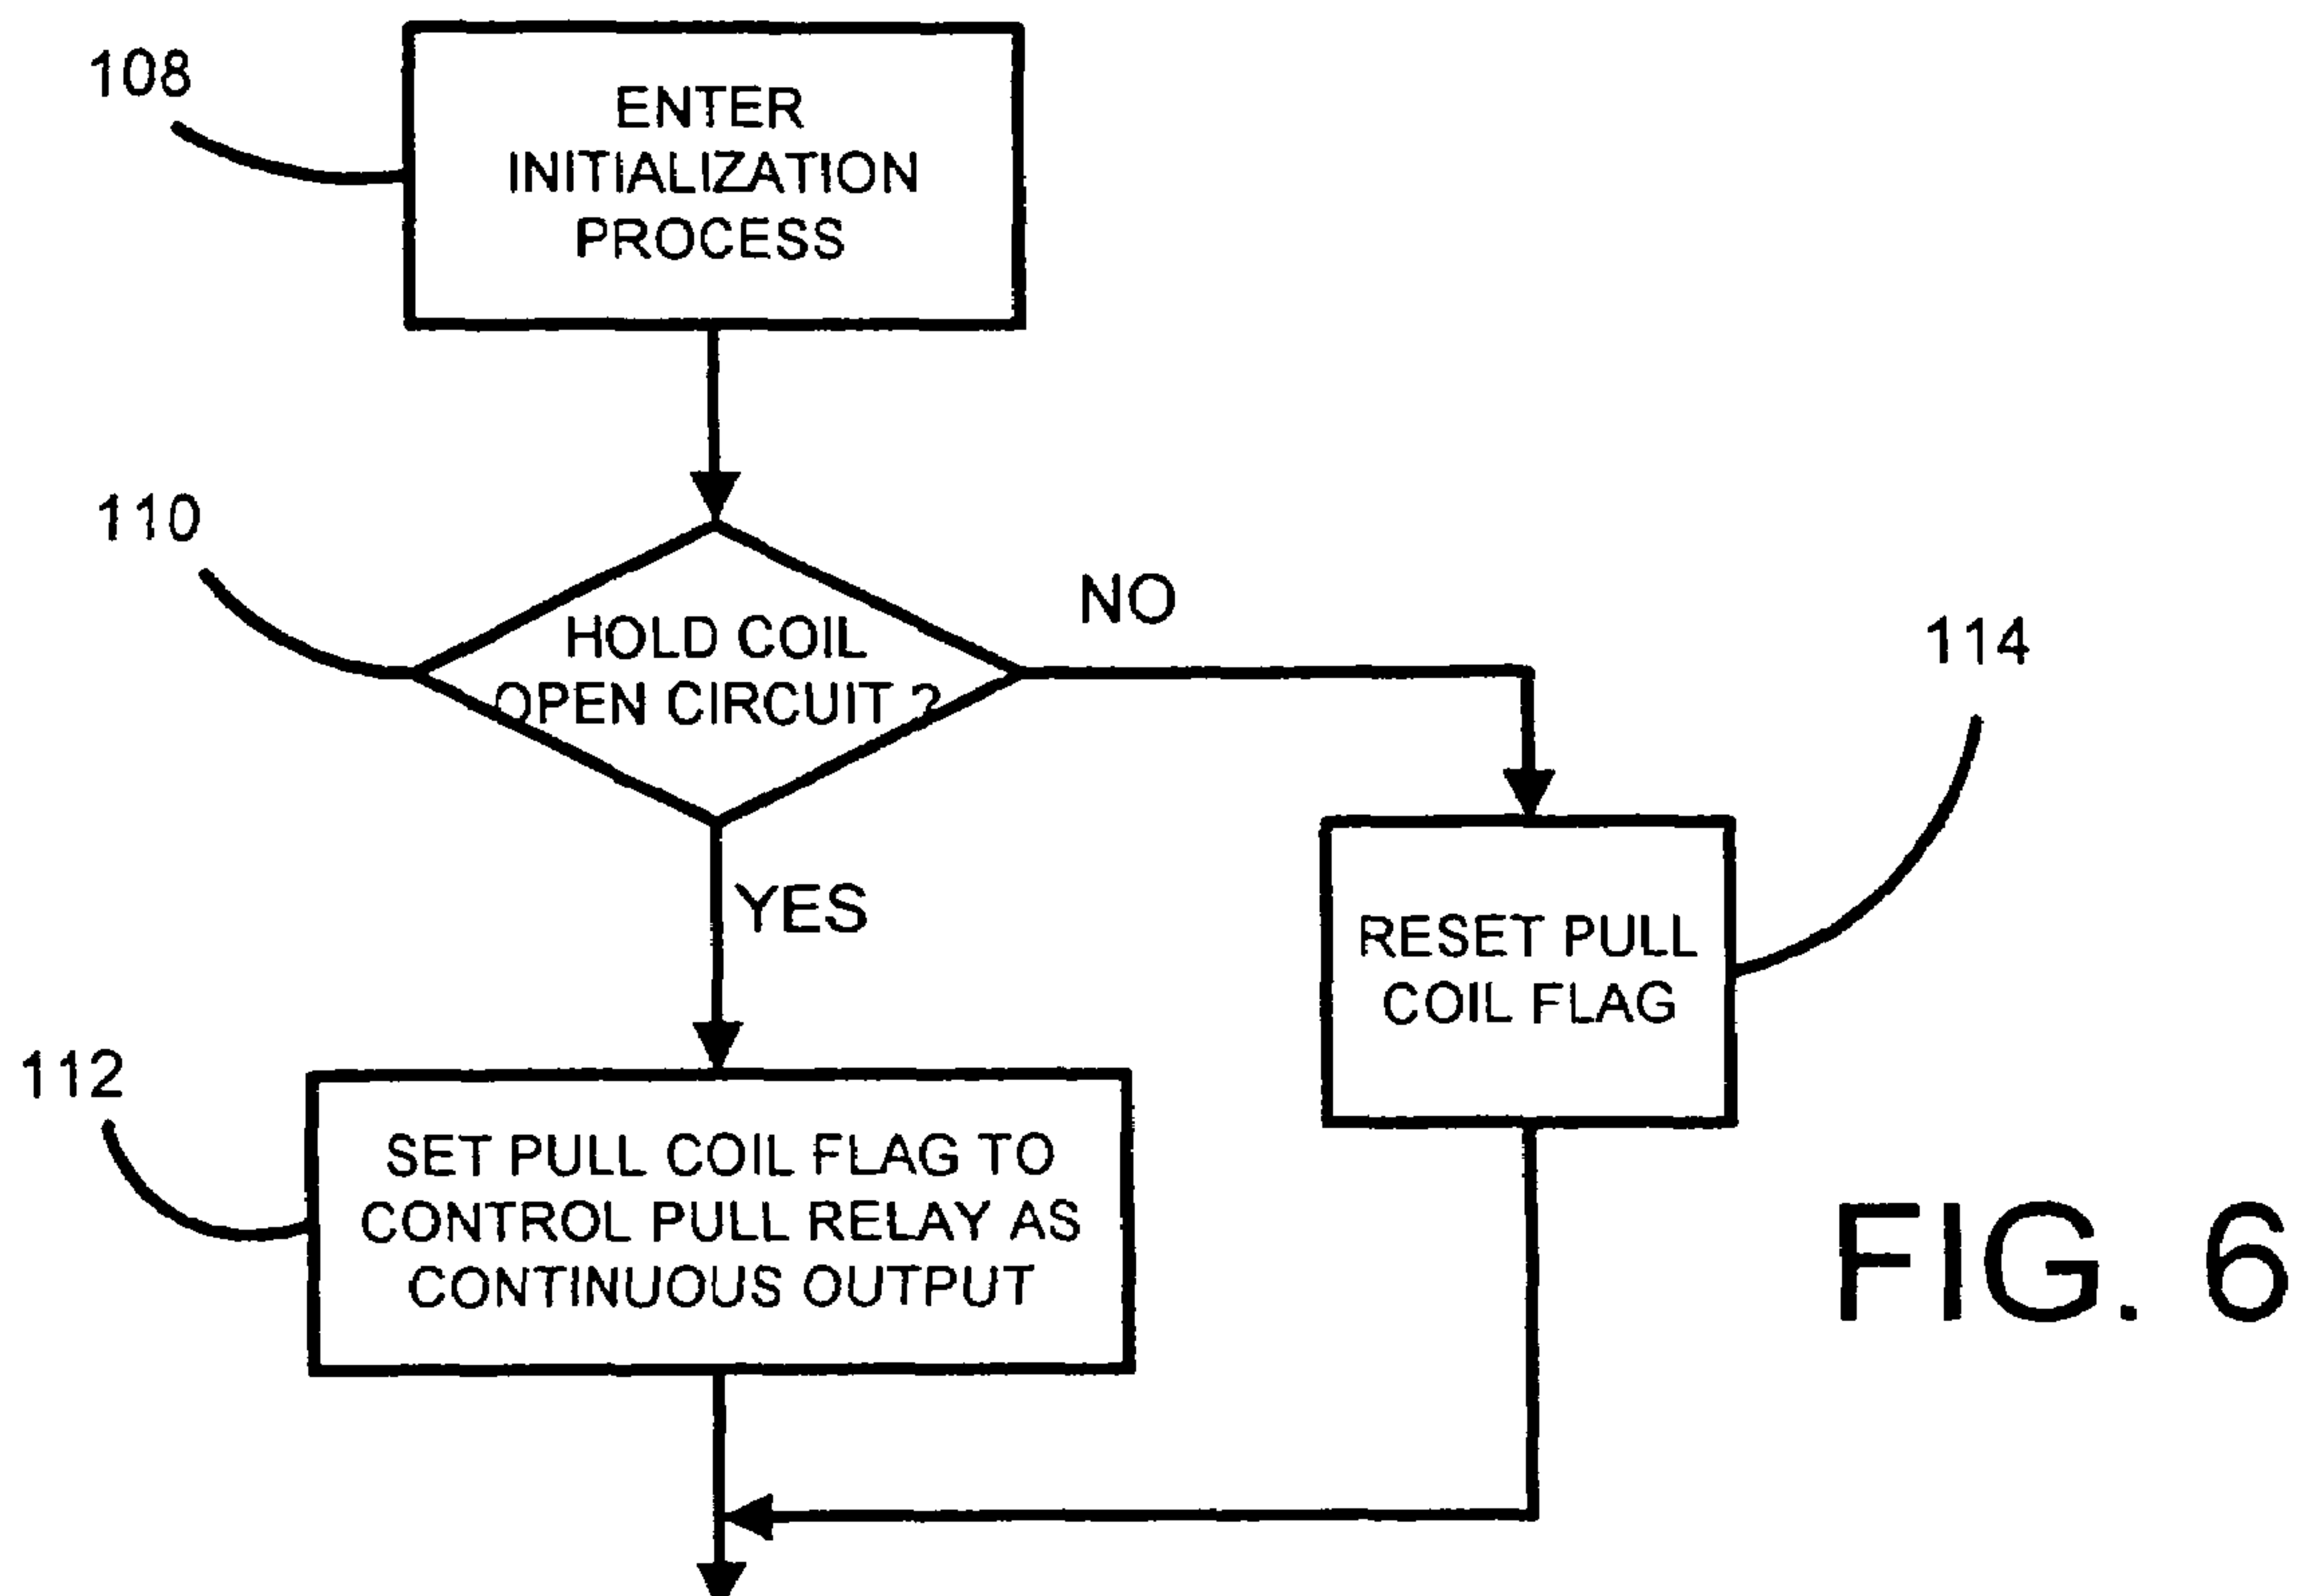 108
ENTER
INITIALIZATION
PROCESS
110
HOLD COIL
OPEN CIRCUIT ?
NO
YES
114
RESET PULL
COIL FLAG
112
SET PULL COIL FLAG TO
CONTROL PULL RELAY AS
CONTINUOUS OUTPUT
FIG. 6